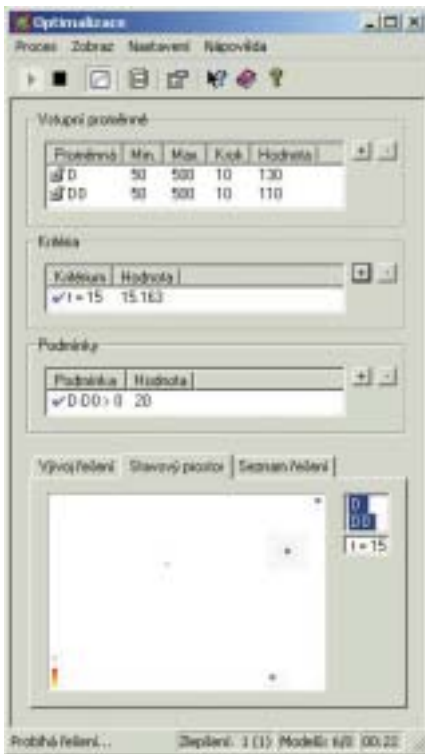 Optimalizace
Proces Zobraz Nastavení Nápověda
Vstupní proměnné
Proměnná Min. Max. Krok Hodnota
D 50 500 10 130
DD 50 500 10 110
Kritéria
Kritérium Hodnota
t = 15 15.163
Podmínky
Podmínka Hodnota
D-DD > 0 20
Vývoj řešení Stavový prostor Seznam řešení
D
DD
t = 15
Probíhá řešení... Zlepšení: 1 (1) Modelů: 6/8 00:22